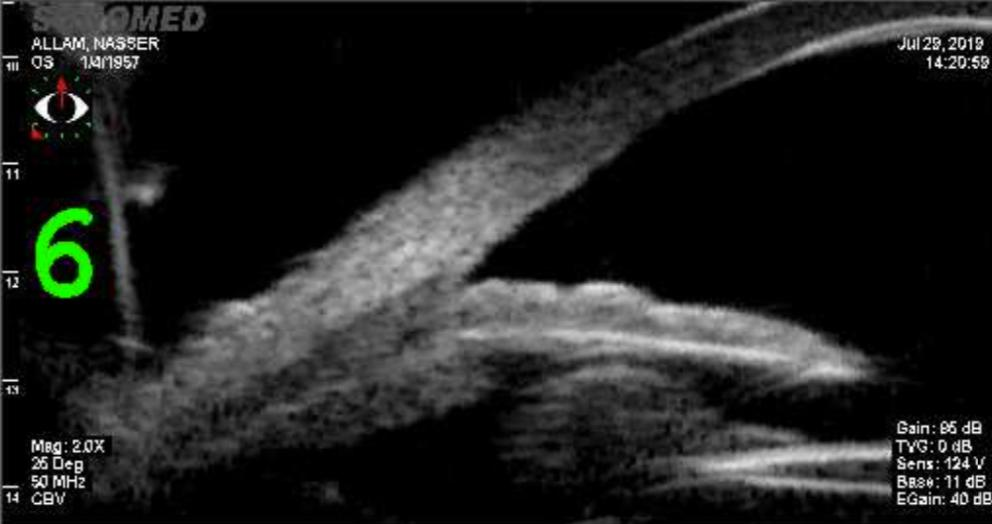 SONOMED
ALLAM, NASSER
OS 1/4/1957
Jul 29, 2019
14:20:59
10
11
6
12
13
Mag: 2.0X
25 Deg
50 MHz
CBV
14
Gain: 95 dB
TVG: 0 dB
Sens: 124 V
Base: 11 dB
EGain: 40 dB